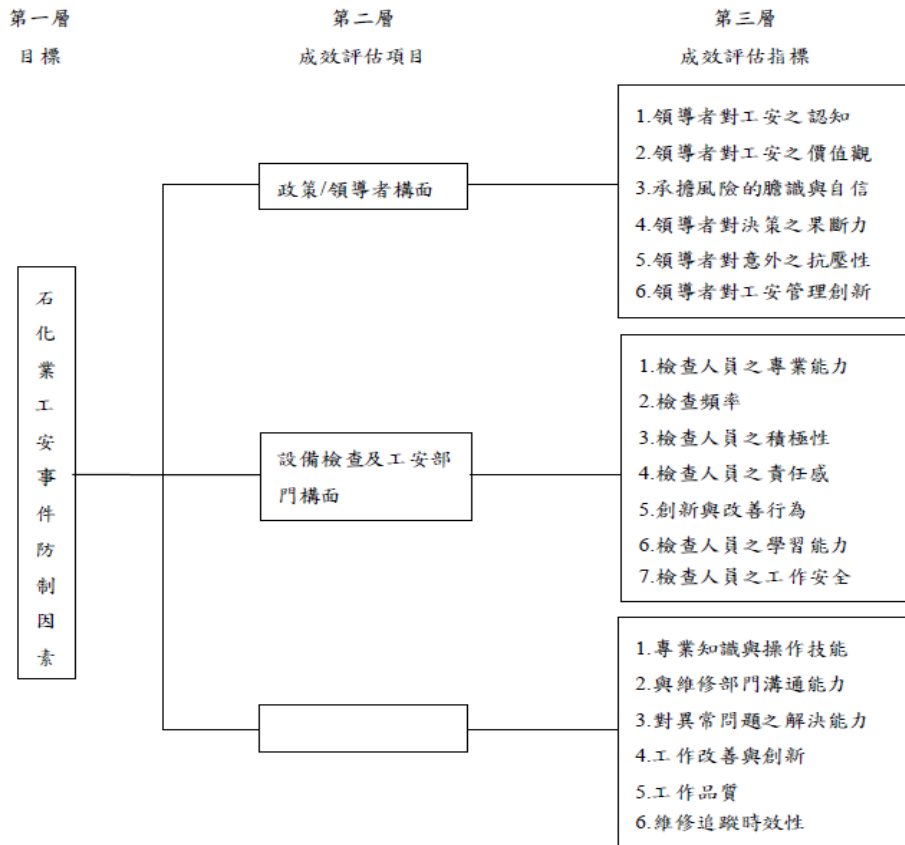 第一層
目標
第二層
成效評估項目
第三層
成效評估指標
石化業工安事件防制因素
政策/領導者構面
1.領導者對工安之認知
2.領導者對工安之價值觀
3.承擔風險的膽識與自信
4.領導者對決策之果斷力
5.領導者對意外之抗壓性
6.領導者對工安管理創新
設備檢查及工安部
門構面
1.檢查人員之專業能力
2.檢查頻率
3.檢查人員之積極性
4.檢查人員之責任感
5.創新與改善行為
6.檢查人員之學習能力
7.檢查人員之工作安全
1.專業知識與操作技能
2.與維修部門溝通能力
3.對異常問題之解決能力
4.工作改善與創新
5.工作品質
6.維修追蹤時效性